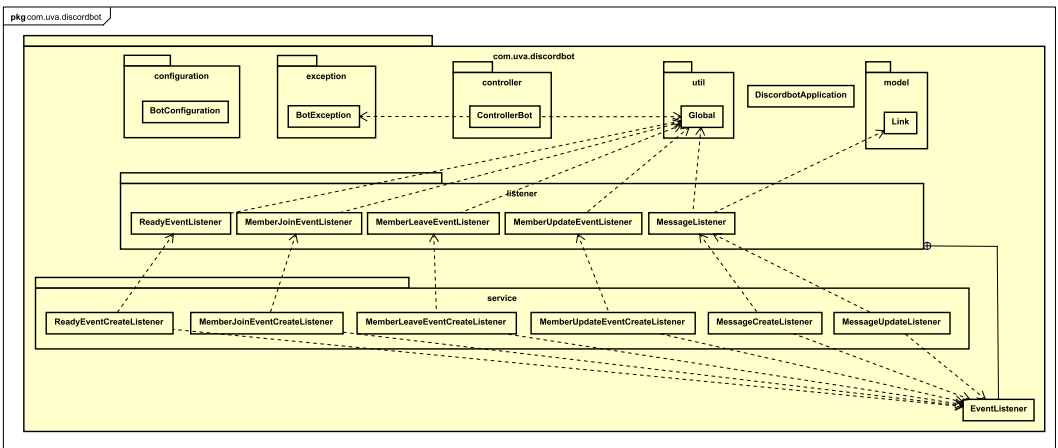 pkg com.uva.discordbot
com.uva.discordbot
configuration
exception
controller
util
model
BotConfiguration
BotException
ControllerBot
Global
DiscordbotApplication
Link
listener
ReadyEventListener
MemberJoinEventListener
MemberLeaveEventListener
MemberUpdateEventListener
MessageListener
service
ReadyEventCreateListener
MemberJoinEventCreateListener
MemberLeaveEventCreateListener
MemberUpdateEventCreateListener
MessageCreateListener
MessageUpdateListener
EventListener